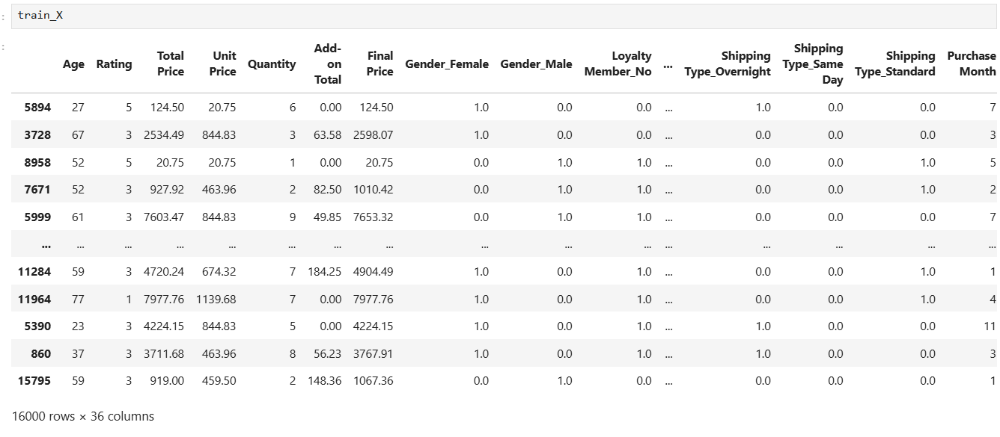 train_X
Age Rating Total Price Unit Price Quantity Add-on Total Final Price Gender_Female Gender_Male Loyalty Member_No ... Shipping Type_Overnight Shipping Type_Same Day Shipping Type_Standard Purchase Month
5894 27 5 124.50 20.75 6 0.00 124.50 1.0 0.0 0.0 ... 1.0 0.0 0.0 7
3728 67 3 2534.49 844.83 3 63.58 2598.07 1.0 0.0 0.0 ... 0.0 0.0 0.0 3
8958 52 5 20.75 20.75 1 0.00 20.75 0.0 1.0 1.0 ... 0.0 0.0 1.0 5
7671 52 3 927.92 463.96 2 82.50 1010.42 0.0 1.0 1.0 ... 0.0 0.0 1.0 2
5999 61 3 7603.47 844.83 9 49.85 7653.32 0.0 1.0 1.0 ... 0.0 0.0 0.0 7
... ... ... ... ... ... ... ... ... ... ... ... ... ... ... ...
11284 59 3 4720.24 674.32 7 184.25 4904.49 1.0 0.0 1.0 ... 0.0 0.0 1.0 1
11964 77 1 7977.76 1139.68 7 0.00 7977.76 1.0 0.0 1.0 ... 0.0 0.0 1.0 4
5390 23 3 4224.15 844.83 5 0.00 4224.15 1.0 0.0 1.0 ... 1.0 0.0 0.0 11
860 37 3 3711.68 463.96 8 56.23 3767.91 1.0 0.0 1.0 ... 1.0 0.0 0.0 3
15795 59 3 919.00 459.50 2 148.36 1067.36 0.0 1.0 0.0 ... 0.0 0.0 0.0 1
16000 rows × 36 columns